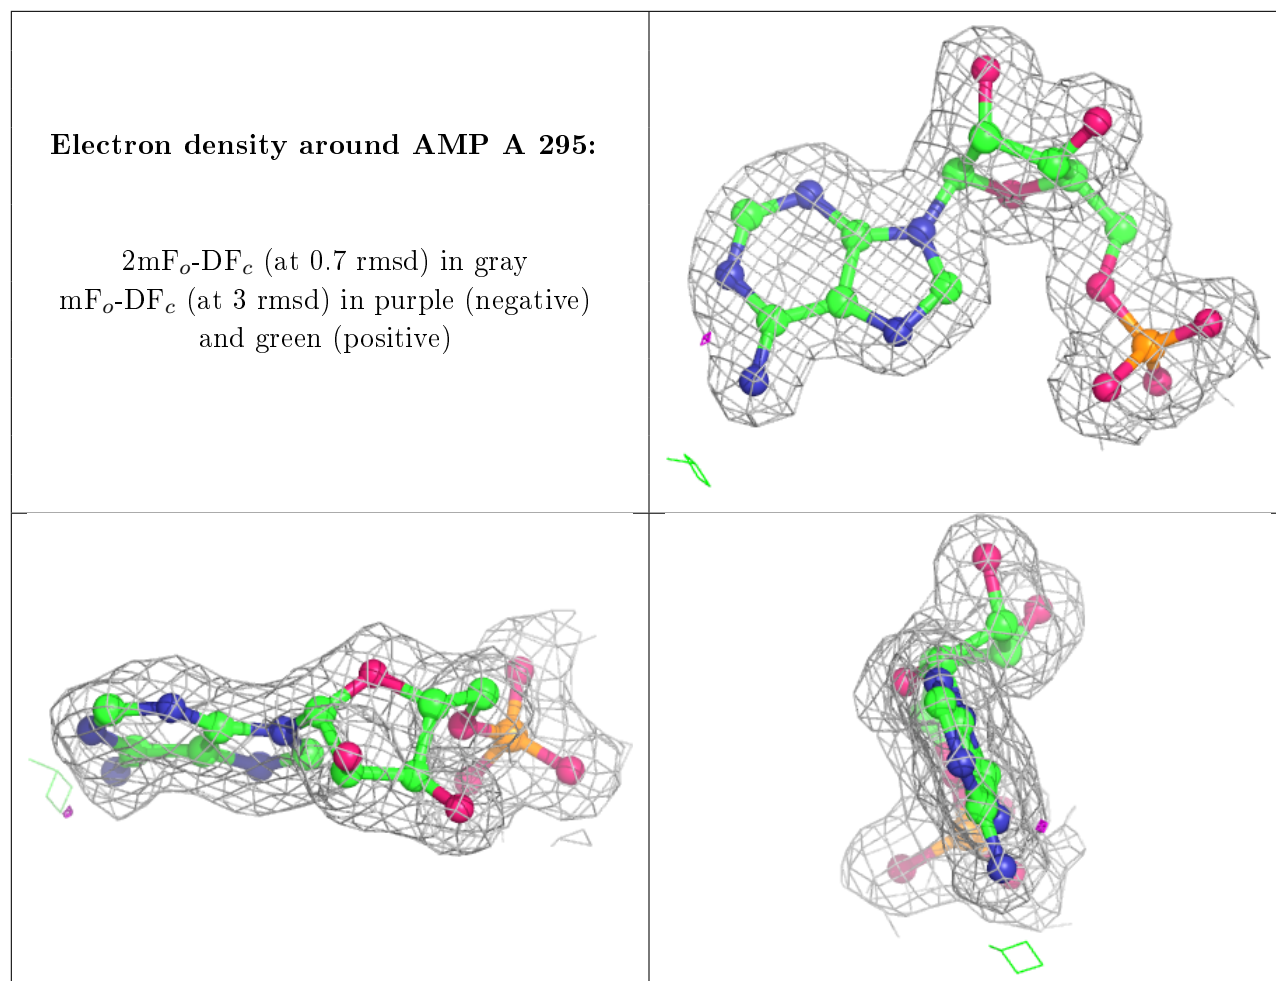 Electron density around AMP A 295:
2mFₒ-DF𝒸 (at 0.7 rmsd) in gray
mFₒ-DF𝒸 (at 3 rmsd) in purple (negative)
and green (positive)